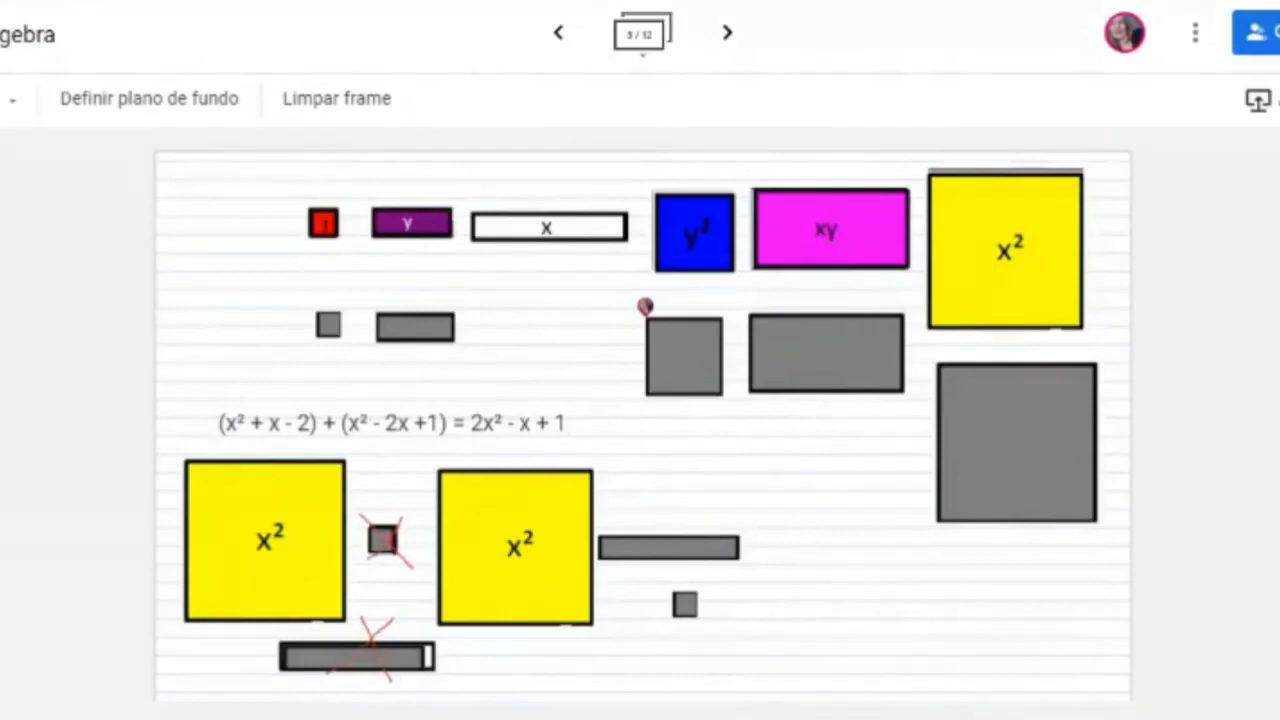 gebra
3 / 12
Definir plano de fundo
Limpar frame
1
y
x
y²
xy
x²
(x² + x - 2) + (x² - 2x +1) = 2x² - x + 1
x²
x²